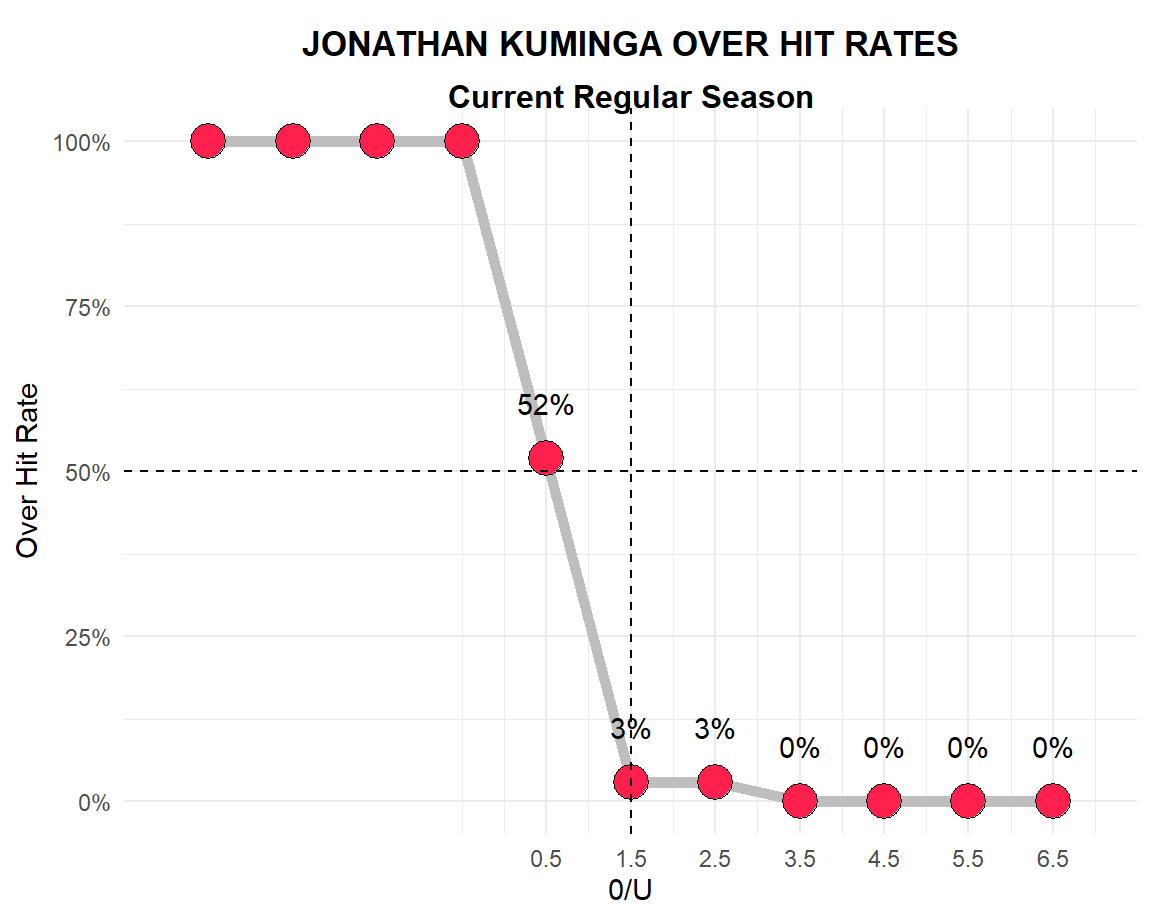 JONATHAN KUMINGA OVER HIT RATES
Current Regular Season
100%
75%
52%
50%
Over Hit Rate
25%
3% 3% 0% 0% 0% 0%
0%
0.5 1.5 2.5 3.5 4.5 5.5 6.5
0/U